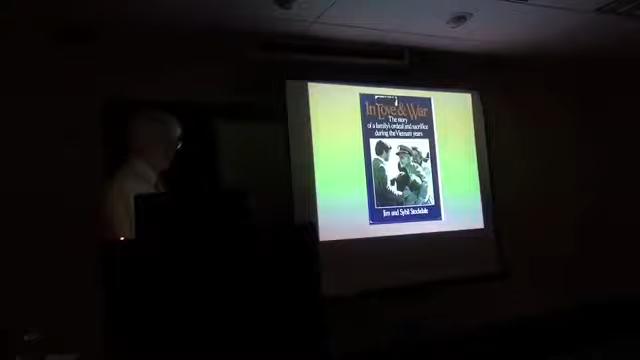 In Love & War
The story
of a family's ordeal and sacrifice
during the Vietnam years
Jim and Sybil Stockdale